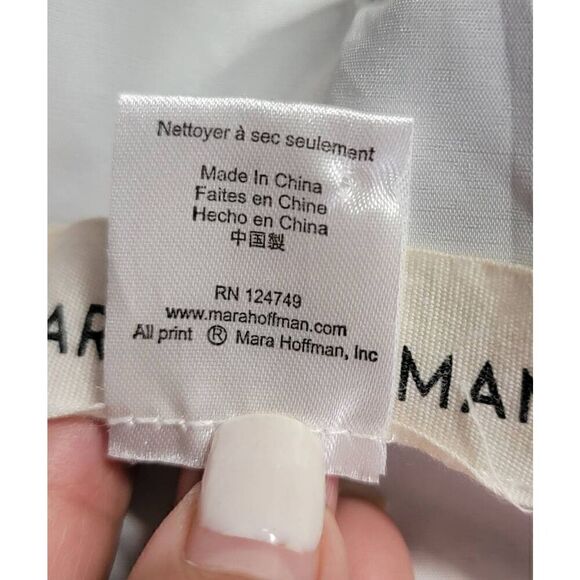 Nettoyer à sec seulement
Made In China
Faites en Chine
Hecho en China
中国製
RN 124749
www.marahoffman.com
All print ® Mara Hoffman, Inc
AR
MAN